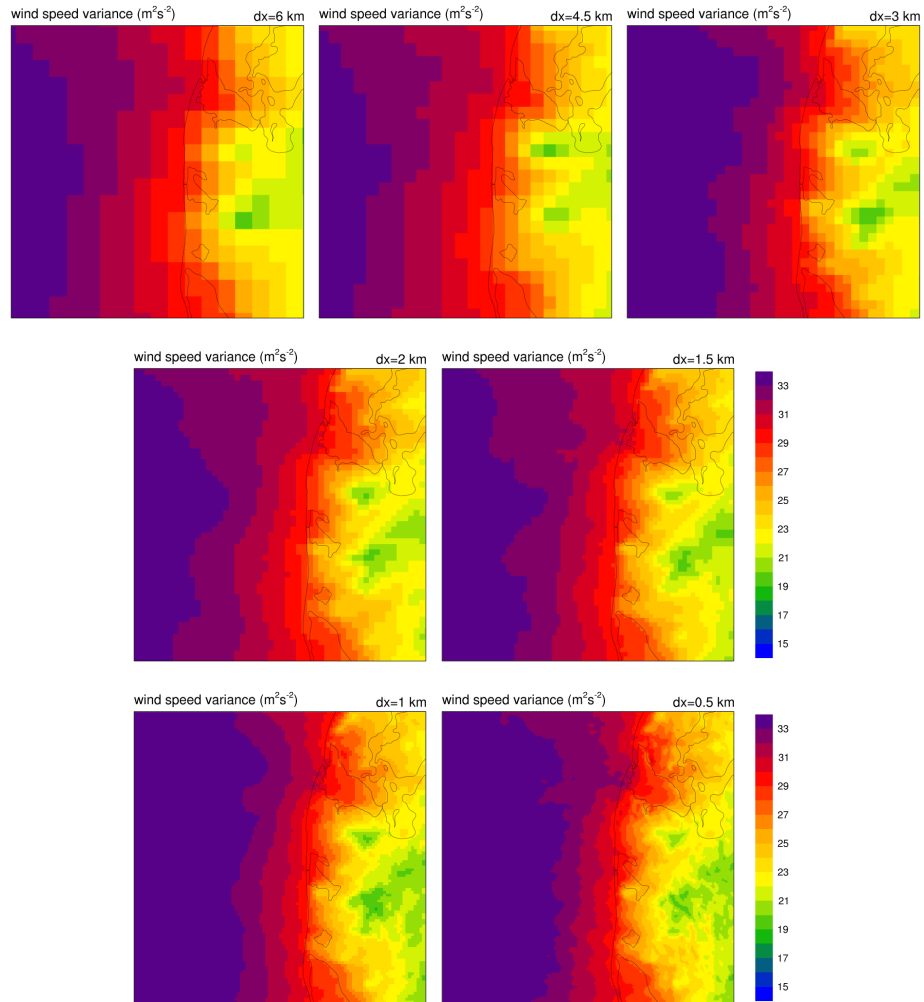 wind speed variance (m²s⁻²) dx=6 km
wind speed variance (m²s⁻²) dx=4.5 km
wind speed variance (m²s⁻²) dx=3 km
wind speed variance (m²s⁻²) dx=2 km
wind speed variance (m²s⁻²) dx=1.5 km
33
31
29
27
25
23
21
19
17
15
wind speed variance (m²s⁻²) dx=1 km
wind speed variance (m²s⁻²) dx=0.5 km
33
31
29
27
25
23
21
19
17
15